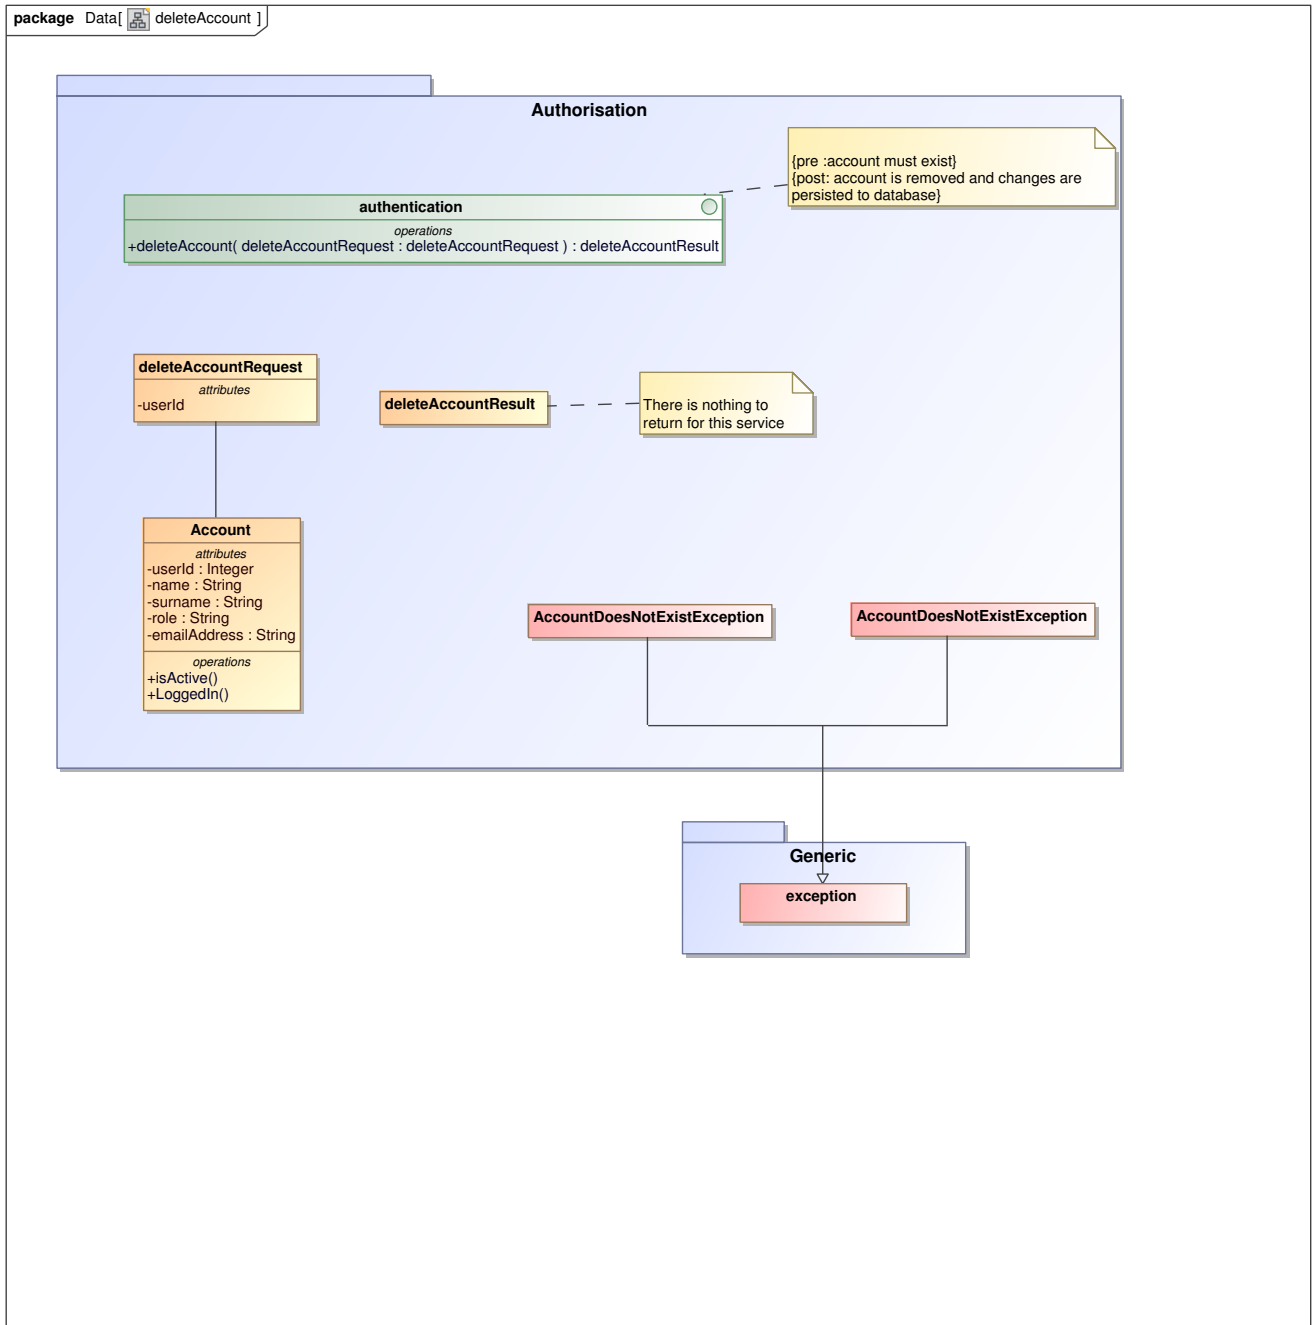 package Data[ deleteAccount ]
Authorisation
{pre :account must exist}
{post: account is removed and changes are
persisted to database}
authentication
operations
+deleteAccount( deleteAccountRequest : deleteAccountRequest ) : deleteAccountResult
deleteAccountRequest
attributes
-userId
deleteAccountResult
There is nothing to
return for this service
Account
attributes
-userId : Integer
-name : String
-surname : String
-role : String
-emailAddress : String
operations
+isActive()
+LoggedIn()
AccountDoesNotExistException
AccountDoesNotExistException
Generic
exception